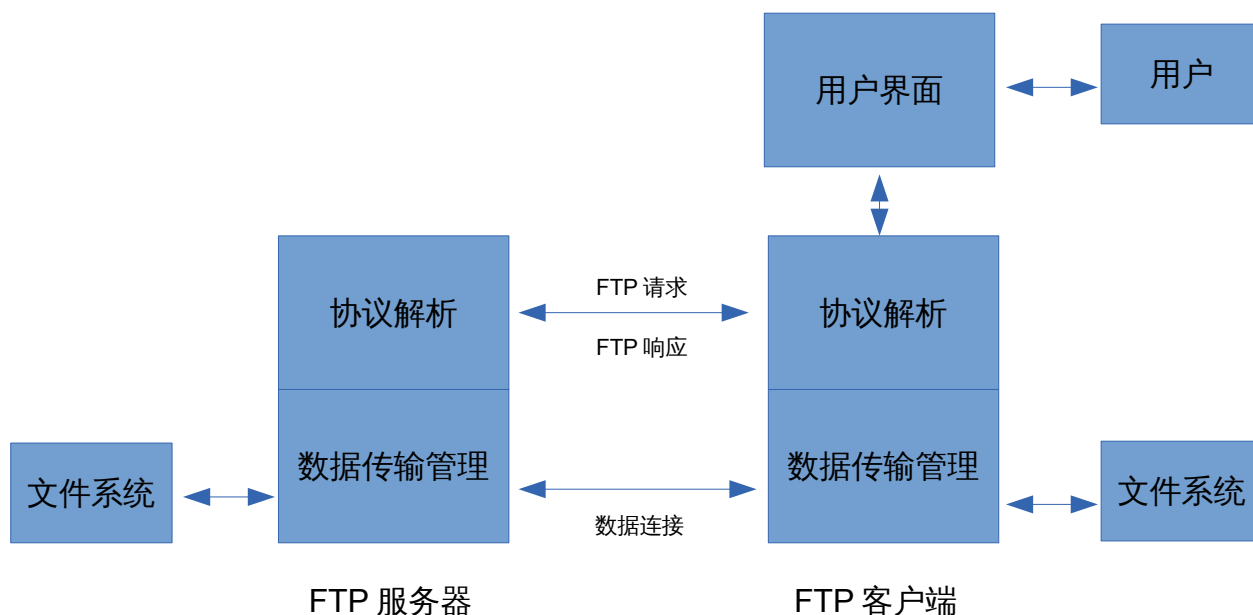 用户界面
用户
协议解析
FTP 请求
FTP 响应
协议解析
数据传输管理
数据传输管理
文件系统
文件系统
数据连接
FTP 服务器
FTP 客户端